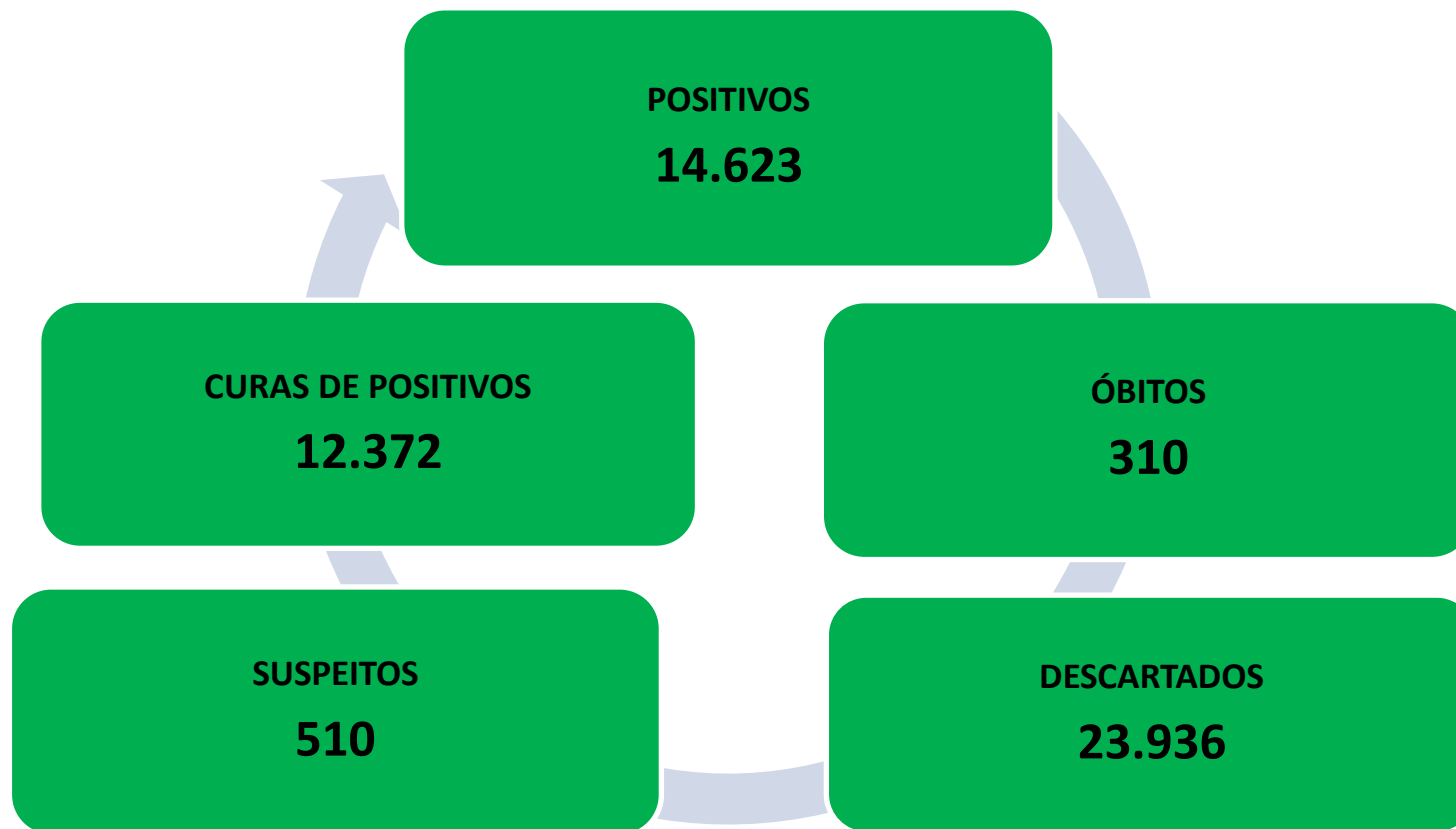 POSITIVOS
14.623
ÓBITOS
310
DESCARTADOS
23.936
SUSPEITOS
510
CURAS DE POSITIVOS
12.372